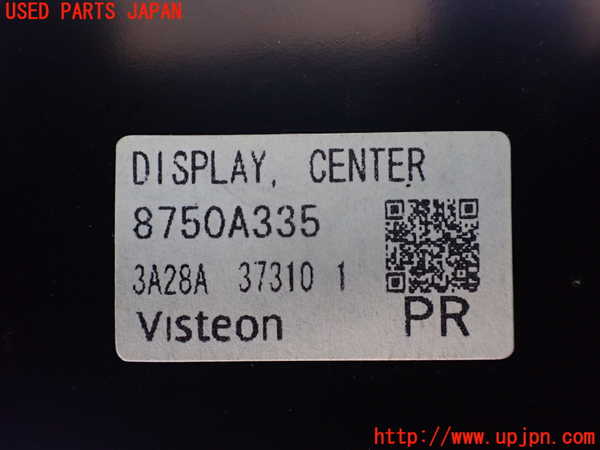 USED PARTS JAPAN
DISPLAY, CENTER
8750A335
3A28A 37310 1
Visteon
PR
http://www.upjpn.com/